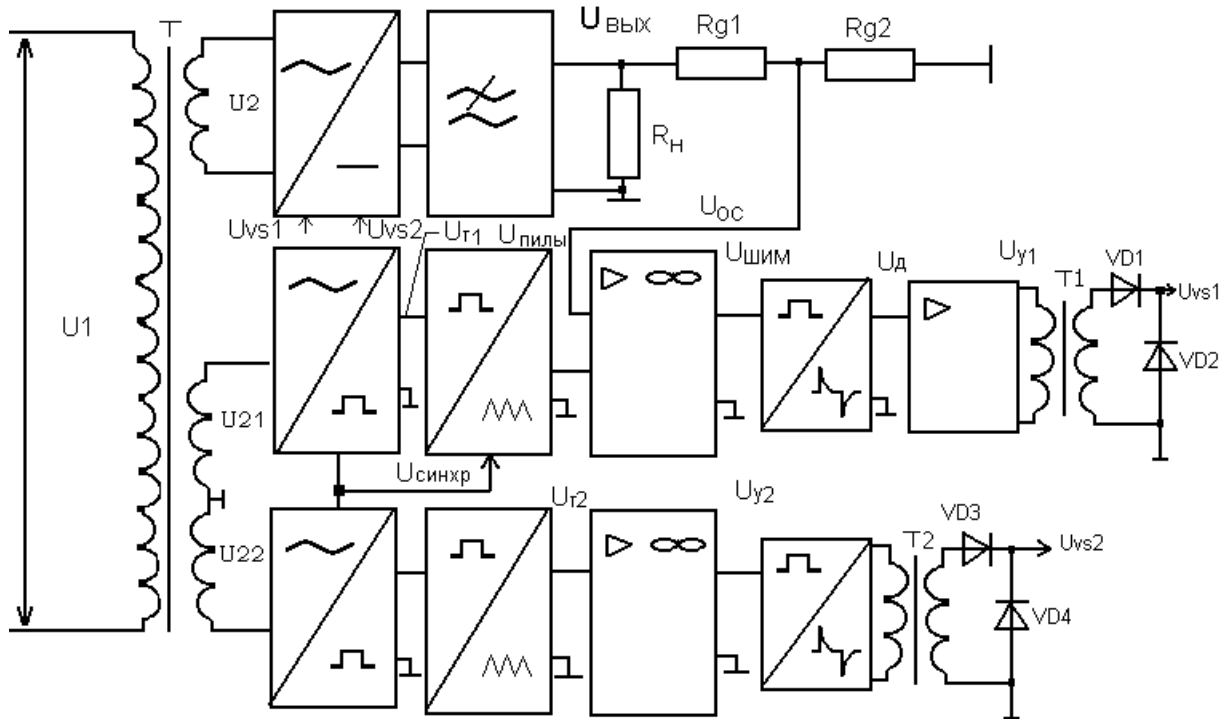 T
U2
U вых
Rg1
Rg2
RН
Uос
Uvs1
Uvs2
Uт1
Uпилы
Uшим
Uд
Uу1
T1
VD1
Uvs1
VD2
U1
U21
Uсинхр
U22
Uт2
Uу2
T2
VD3
Uvs2
VD4